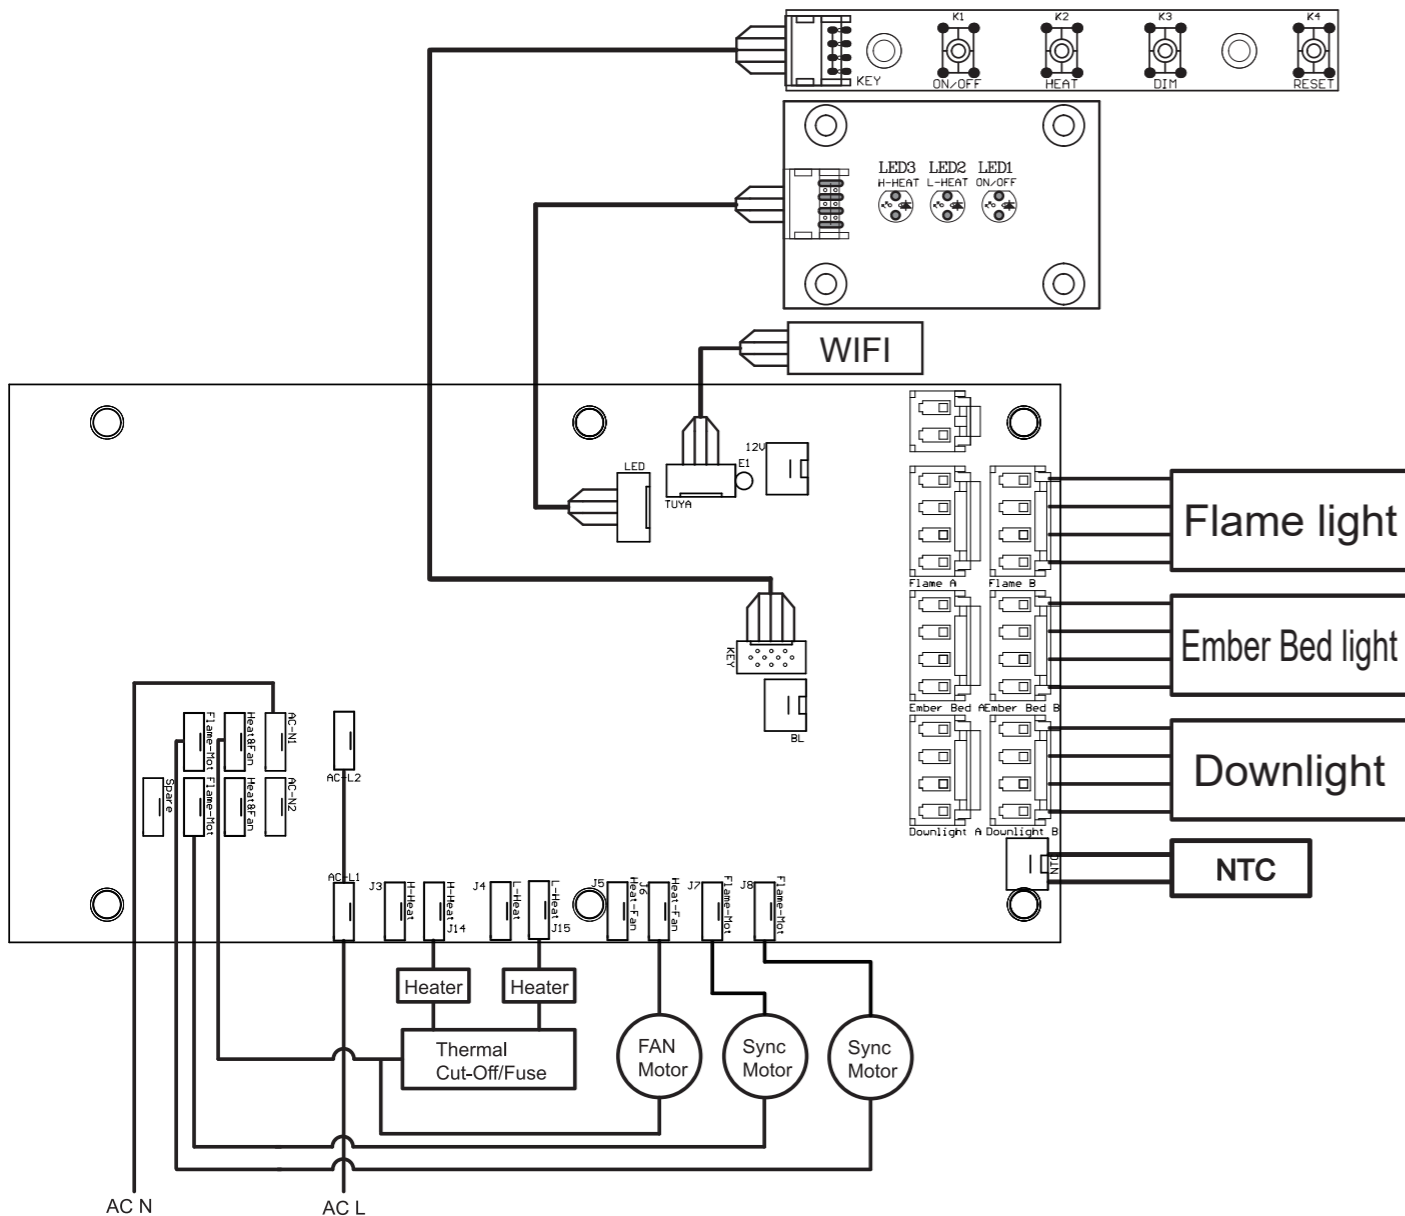 K1
K2
K3
K4
KEY
ON/OFF
HEAT
DIM
RESET
LED3
LED2
LED1
H-HEAT
L-HEAT
ON/OFF
WIFI
12V
LED
E1
TUYA
Flame light
Flame A
Flame B
KEY
Ember Bed light
Ember Bed A
Ember Bed B
BL
Flame-Mot
Heat&Fan
AC-N1
AC-L2
Downlight
Spare
Flame-Mot
Heat&Fan
AC-N2
Downlight A
Downlight B
NTC
NTC
AC-L1
J3
H-Heat
H-Heat
J14
J4
L-Heat
L-Heat
J15
J5
Heat-Fan
J6
Heat-Fan
J7
Flame-Mot
J8
Flame-Mot
Heater
Heater
Thermal
Cut-Off/Fuse
FAN
Motor
Sync
Motor
Sync
Motor
AC N
AC L